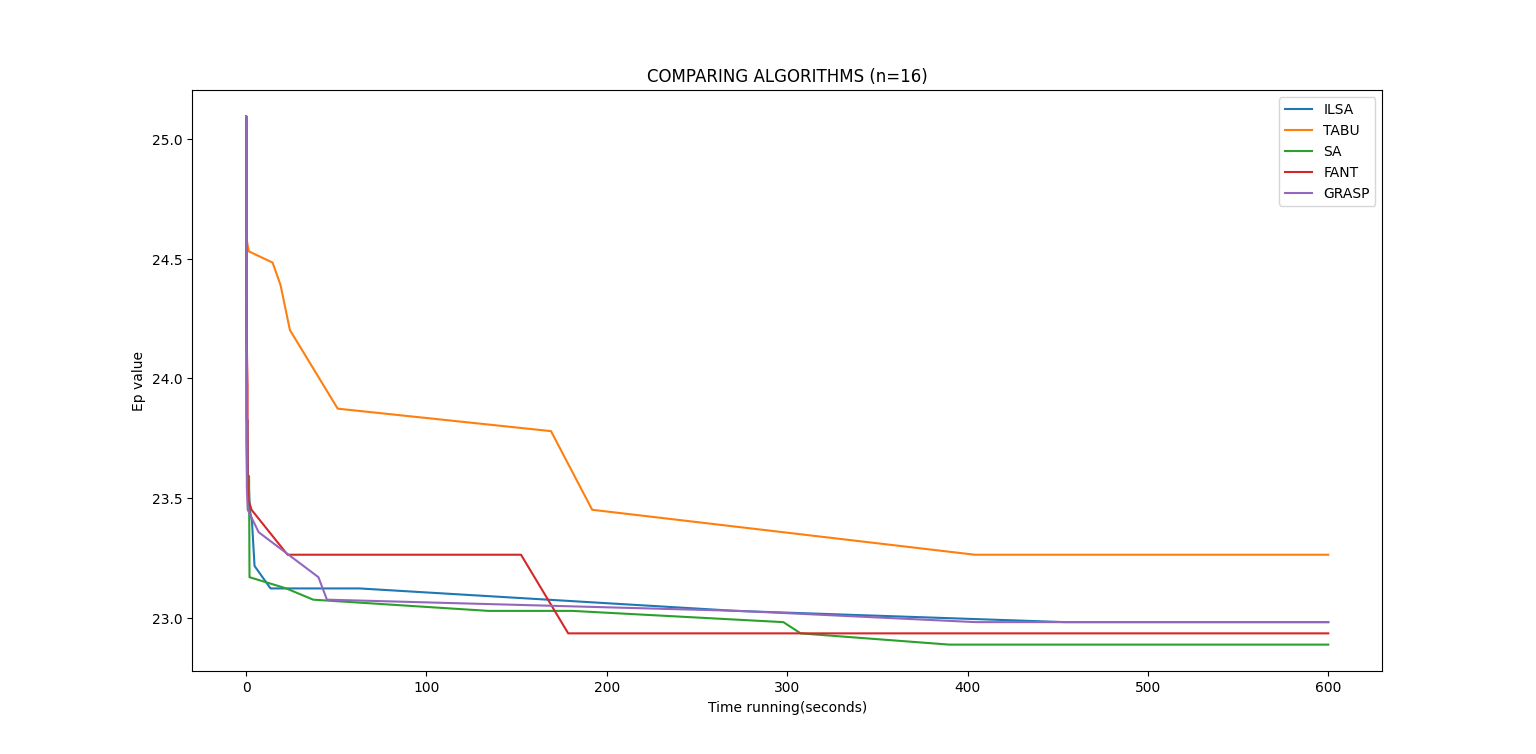 COMPARING ALGORITHMS (n=16)
ILSA
TABU
SA
FANT
GRASP
Ep value
25.0
24.5
24.0
23.5
23.0
0 100 200 300 400 500 600
Time running(seconds)